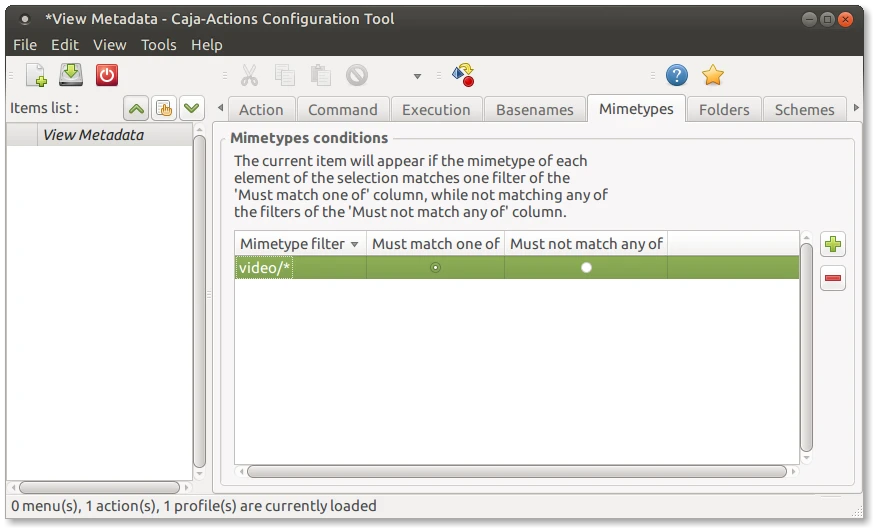 *View Metadata - Caja-Actions Configuration Tool
File Edit View Tools Help
Items list :
Action Command Execution Basenames Mimetypes Folders Schemes
View Metadata
Mimetypes conditions
The current item will appear if the mimetype of each
element of the selection matches one filter of the
'Must match one of' column, while not matching any of
the filters of the 'Must not match any of' column.
Mimetype filter Must match one of Must not match any of
video/*
0 menu(s), 1 action(s), 1 profile(s) are currently loaded